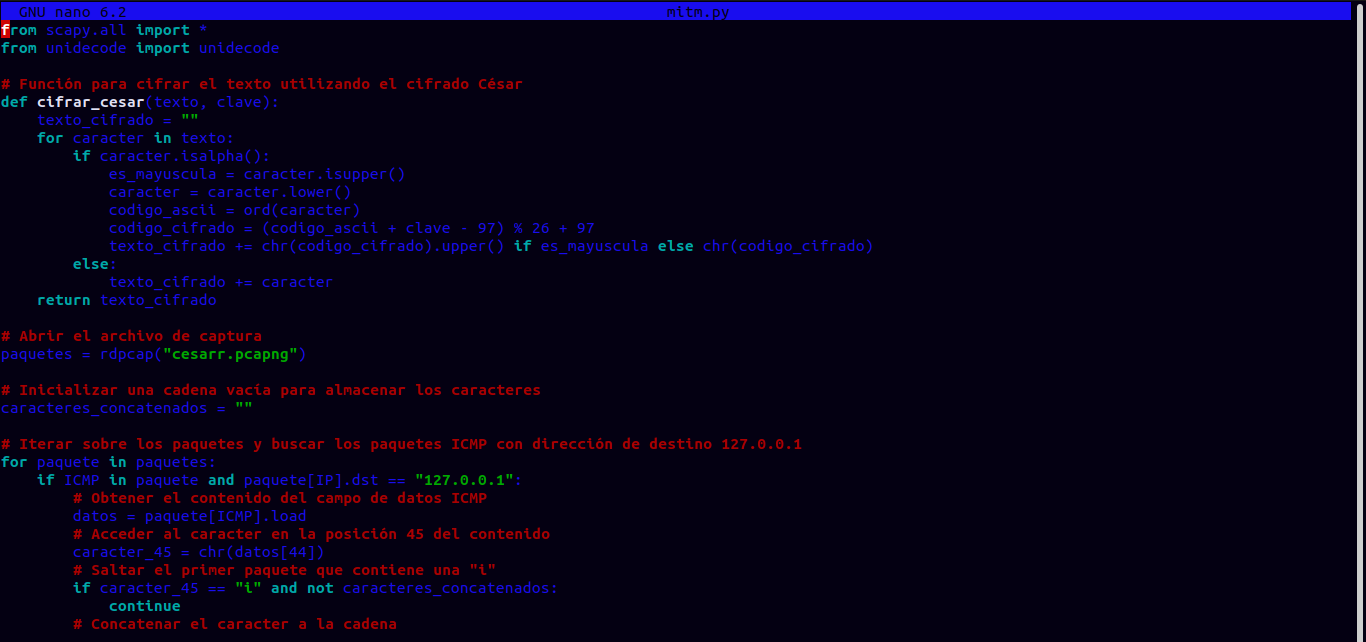 GNU nano 6.2 mitm.py
from scapy.all import *
from unidecode import unidecode
# Función para cifrar el texto utilizando el cifrado César
def cifrar_cesar(texto, clave):
    texto_cifrado = ""
    for caracter in texto:
        if caracter.isalpha():
            es_mayuscula = caracter.isupper()
            caracter = caracter.lower()
            codigo_ascii = ord(caracter)
            codigo_cifrado = (codigo_ascii + clave - 97) % 26 + 97
            texto_cifrado += chr(codigo_cifrado).upper() if es_mayuscula else chr(codigo_cifrado)
        else:
            texto_cifrado += caracter
    return texto_cifrado
# Abrir el archivo de captura
paquetes = rdpcap("cesarr.pcapng")
# Inicializar una cadena vacía para almacenar los caracteres
caracteres_concatenados = ""
# Iterar sobre los paquetes y buscar los paquetes ICMP con dirección de destino 127.0.0.1
for paquete in paquetes:
    if ICMP in paquete and paquete[IP].dst == "127.0.0.1":
        # Obtener el contenido del campo de datos ICMP
        datos = paquete[ICMP].load
        # Acceder al caracter en la posición 45 del contenido
        caracter_45 = chr(datos[44])
        # Saltar el primer paquete que contiene una "i"
        if caracter_45 == "i" and not caracteres_concatenados:
            continue
        # Concatenar el caracter a la cadena